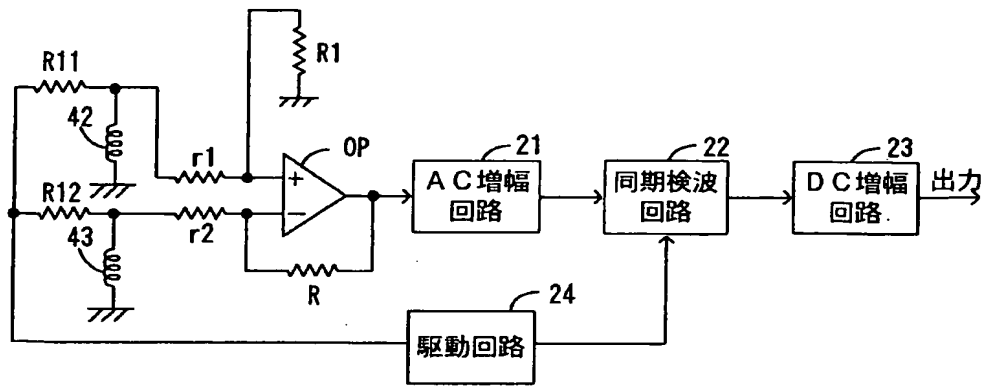 R1
R11
42
r1
OP
+
−
R12
r2
43
R
21
AC増幅
回路
22
同期検波
回路
23
DC増幅
回路
出力
24
駆動回路